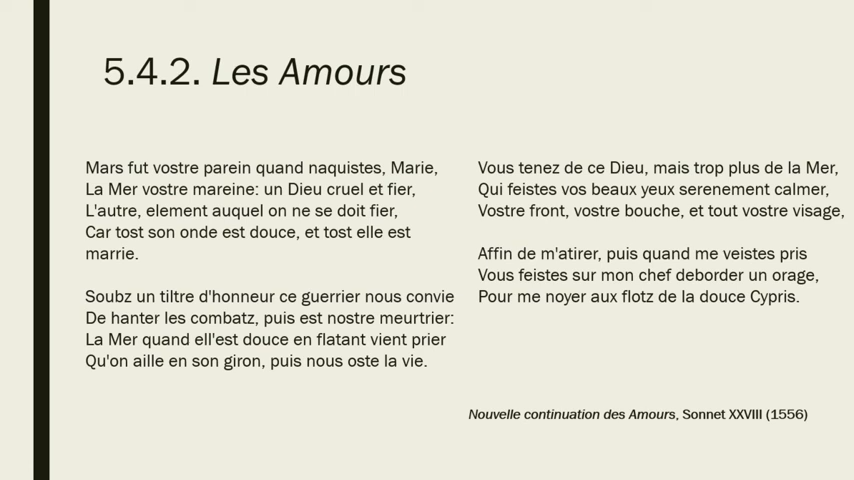 5.4.2. Les Amours
Mars fut vostre parein quand naquistes, Marie,
La Mer vostre mareine: un Dieu cruel et fier,
L'autre, element auquel on ne se doit fier,
Car tost son onde est douce, et tost elle est
marrie.
Soubz un tiltre d'honneur ce guerrier nous convie
De hanter les combatz, puis est nostre meurtrier:
La Mer quand ell'est douce en flatant vient prier
Qu'on aille en son giron, puis nous oste la vie.
Vous tenez de ce Dieu, mais trop plus de la Mer,
Qui feistes vos beaux yeux serenement calmer,
Vostre front, vostre bouche, et tout vostre visage,
Affin de m'atirer, puis quand me veistes pris
Vous feistes sur mon chef deborder un orage,
Pour me noyer aux flotz de la douce Cypris.
Nouvelle continuation des Amours, Sonnet XXVIII (1556)